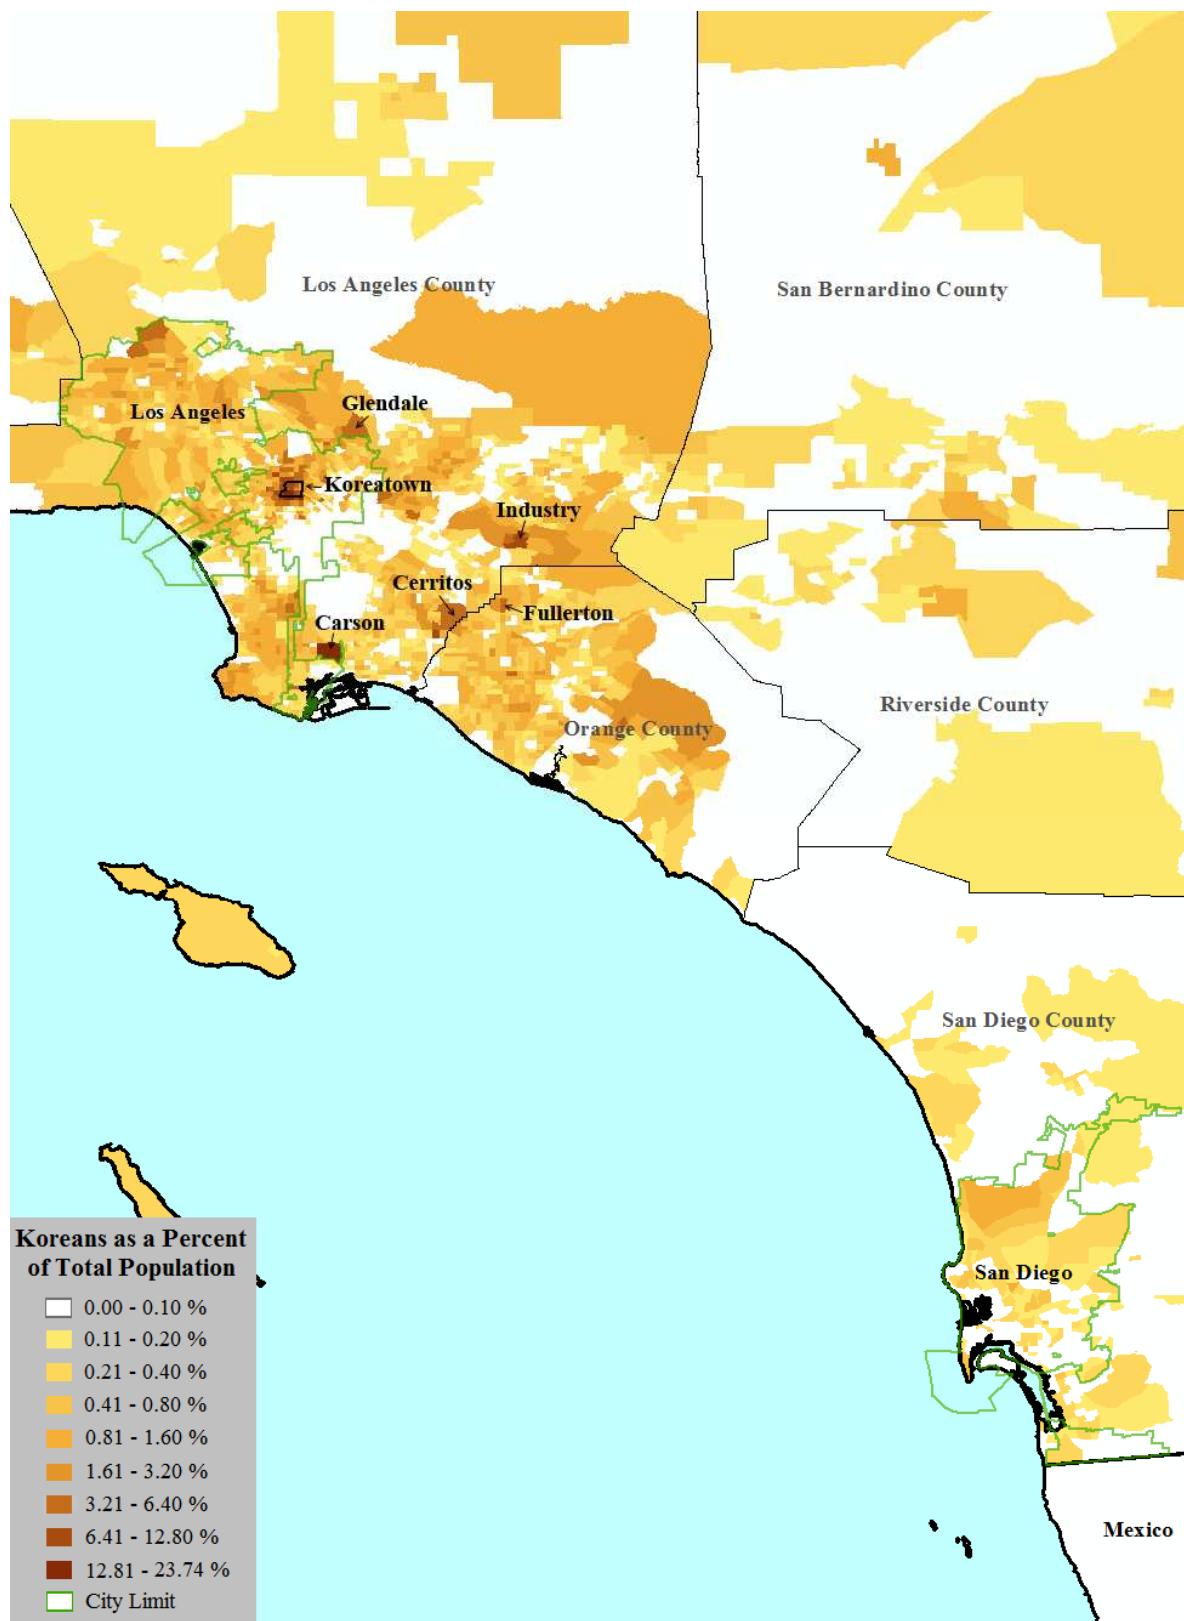 Los Angeles County
San Bernardino County
Glendale
Los Angeles
Koreatown
Industry
Cerritos
Fullerton
Carson
Riverside County
Orange County
San Diego County
San Diego
Mexico
Koreans as a Percent
of Total Population
0.00 - 0.10 %
0.11 - 0.20 %
0.21 - 0.40 %
0.41 - 0.80 %
0.81 - 1.60 %
1.61 - 3.20 %
3.21 - 6.40 %
6.41 - 12.80 %
12.81 - 23.74 %
City Limit